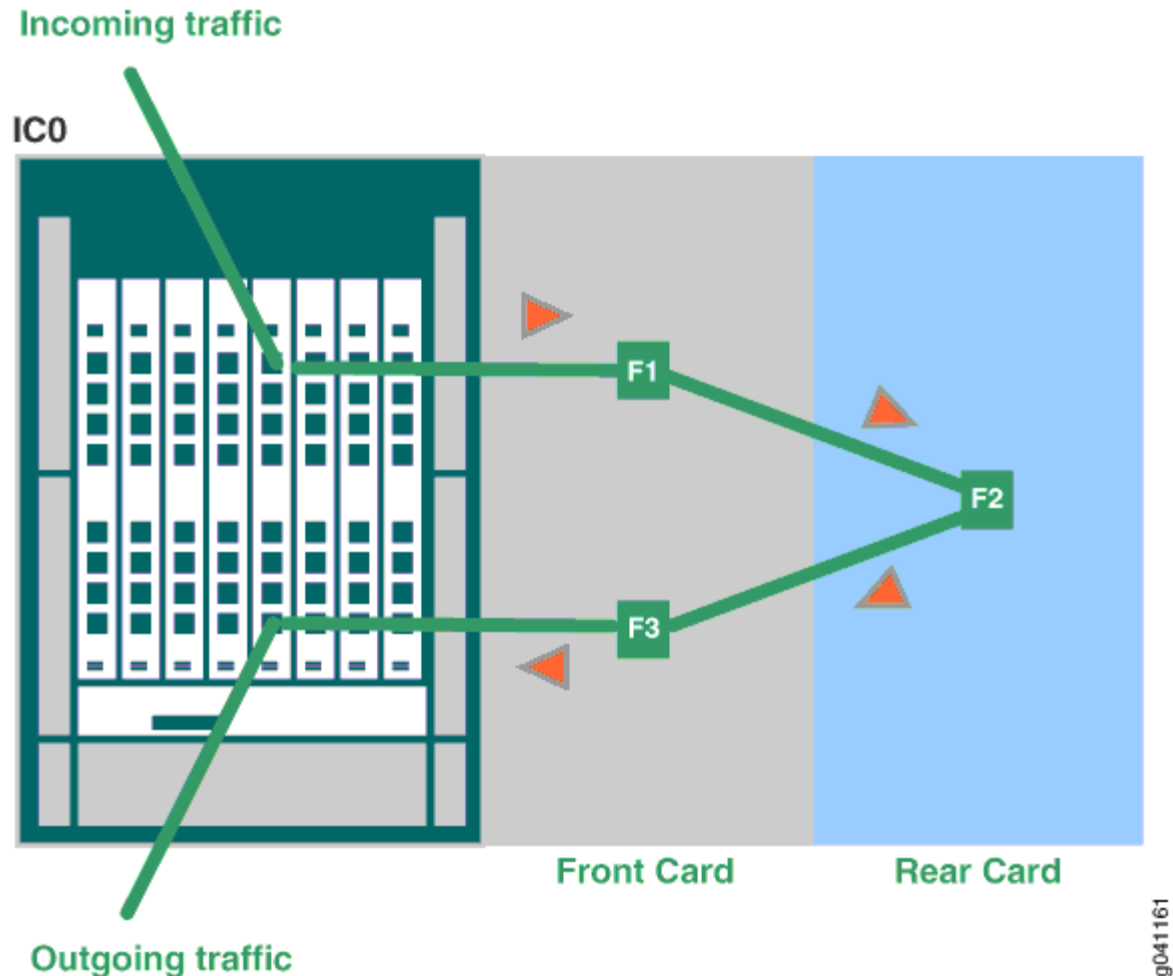 Incoming traffic
IC0
F1
F2
F3
Front Card
Rear Card
Outgoing traffic
g041161